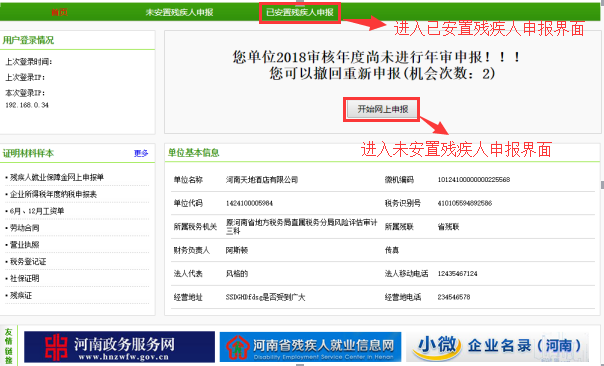 首页 未安置残疾人申报 已安置残疾人申报
进入已安置残疾人申报界面
用户登录情况
上次登录时间:
上次登录IP:
本次登录IP:
192.168.0.34
您单位2018审核年度尚未进行年审申报！！！
您可以撤回重新申报(机会次数: 2)
开始网上申报
进入未安置残疾人申报界面
证明材料样本 更多
• 残疾人就业保障金网上申报单
• 企业所得税年度纳税申报表
• 6月、12月工资单
• 劳动合同
• 营业执照
• 税务登记证
• 社保证明
• 残疾证
单位基本信息
单位名称 河南天地酒店有限公司 微机编码 10124100000000225568
单位代码 1424100005984 税务识别号 410105594892586
所属税务机关 原河南省地方税务局直属税务分局风险评估审计三科 所属残联 省残联
财务负责人 阿斯顿 传真
法人代表 风格的 法人移动电话 12435467124
经营地址 SSDGHDfdsg是否受到广大 经营地电话 234546578
友情链接
河南政务服务网
www.hnzwfw.gov.cn
河南省残疾人就业信息网
Disability Employment Service Center in Henan
小微企业名录（河南）